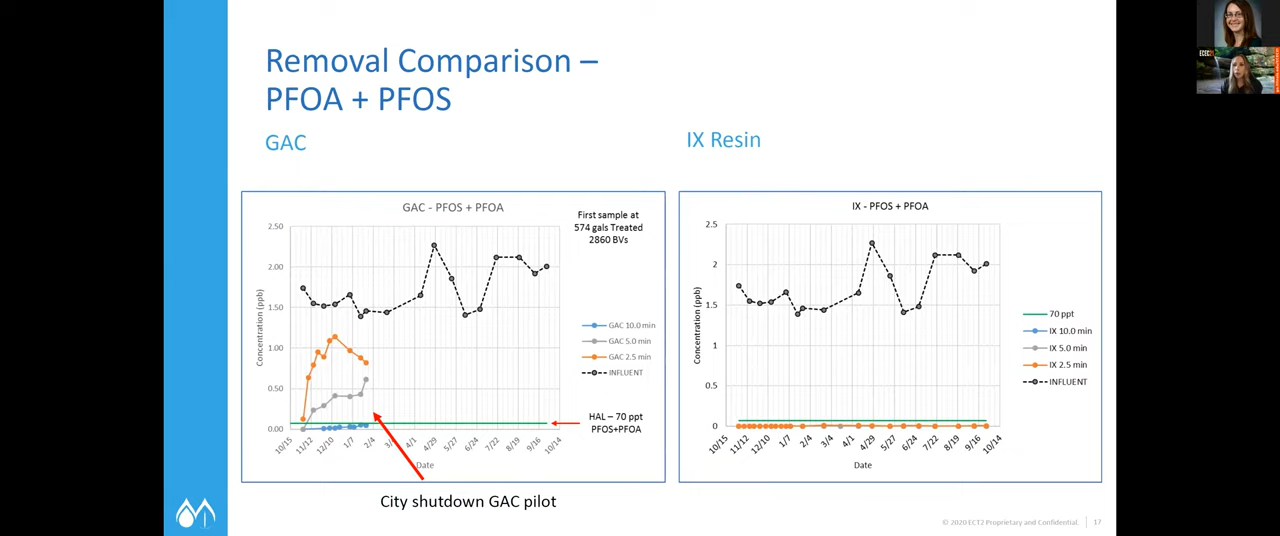 Removal Comparison –
PFOA + PFOS
GAC
IX Resin
GAC - PFOS + PFOA
First sample at
574 gals Treated
2860 BVs
2.50
2.00
1.50
1.00
0.50
0.00
Concentration (ppb)
10/15
11/12
12/10
1/7
2/4
3/4
4/1
4/29
5/27
6/24
7/22
8/19
9/16
10/14
Date
GAC 10.0 min
GAC 5.0 min
GAC 2.5 min
INFLUENT
HAL – 70 ppt
PFOS+PFOA
City shutdown GAC pilot
IX - PFOS + PFOA
2.5
2
1.5
1
0.5
0
Concentration (ppb)
10/15
11/12
12/10
1/7
2/4
3/4
4/1
4/29
5/27
6/24
7/22
8/19
9/16
10/14
Date
70 ppt
IX 10.0 min
IX 5.0 min
IX 2.5 min
INFLUENT
© 2020 ECT2 Proprietary and Confidential.
17